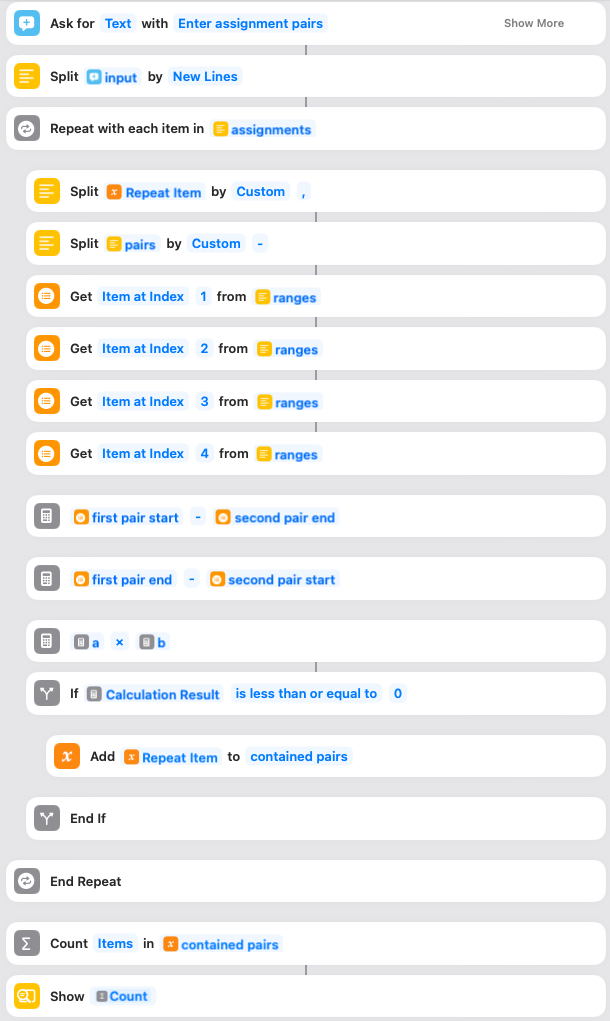 Ask for Text with Enter assignment pairs Show More
Split input by New Lines
Repeat with each item in assignments
Split Repeat Item by Custom ,
Split pairs by Custom -
Get Item at Index 1 from ranges
Get Item at Index 2 from ranges
Get Item at Index 3 from ranges
Get Item at Index 4 from ranges
first pair start - second pair end
first pair end - second pair start
a × b
If Calculation Result is less than or equal to 0
Add Repeat Item to contained pairs
End If
End Repeat
Count Items in contained pairs
Show Count